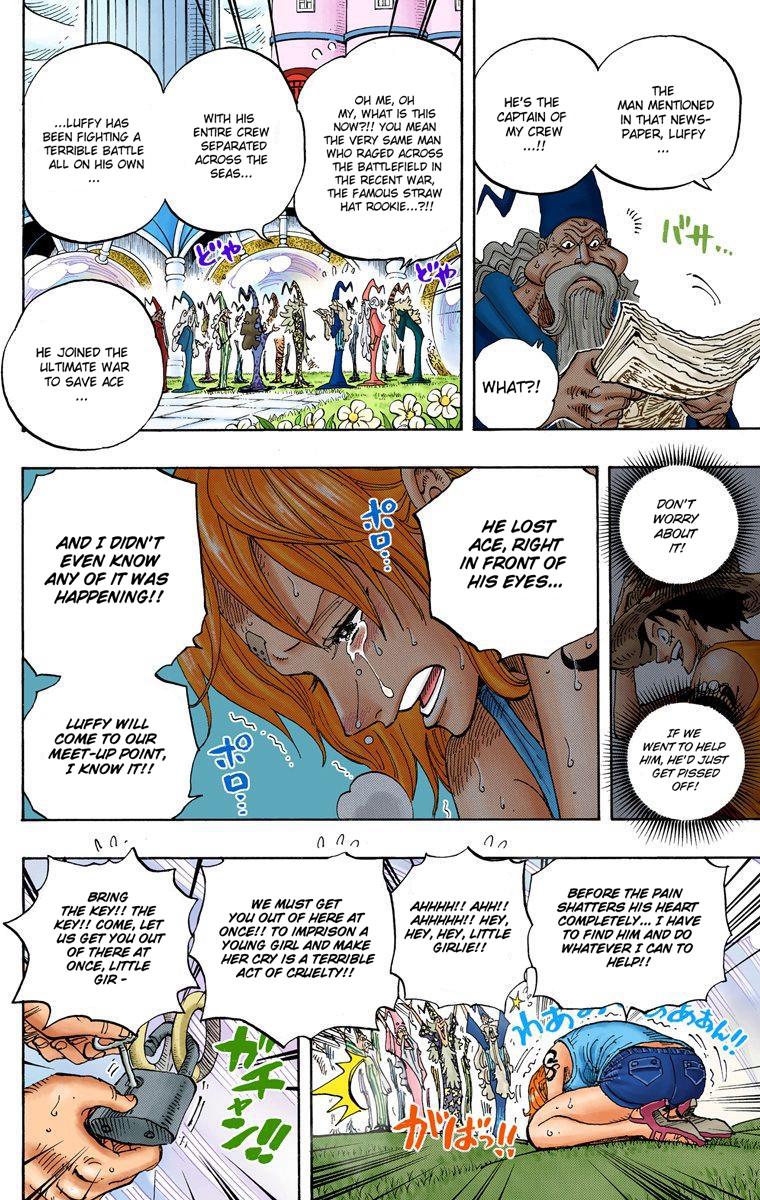 THE
MAN MENTIONED
IN THAT NEWS-
PAPER, LUFFY
...
HE'S THE
CAPTAIN OF
MY CREW
...!!
バサ…
WHAT?!
OH ME, OH
MY, WHAT IS THIS
NOW?!! YOU MEAN
THE VERY SAME MAN
WHO RAGED ACROSS
THE BATTLEFIELD IN
THE RECENT WAR,
THE FAMOUS STRAW
HAT ROOKIE...?!!
WITH HIS
ENTIRE CREW
SEPARATED
ACROSS THE
SEAS...
...LUFFY HAS
BEEN FIGHTING A
TERRIBLE BATTLE
ALL ON HIS OWN
...
どや
どや
HE JOINED THE
ULTIMATE WAR
TO SAVE ACE
...
DON'T
WORRY
ABOUT
IT!
IF WE
WENT TO HELP
HIM, HE'D JUST
GET PISSED
OFF!
HE LOST
ACE, RIGHT
IN FRONT OF
HIS EYES...
ポロ…
AND I DIDN'T
EVEN KNOW
ANY OF IT WAS
HAPPENING!!
ポロ…
LUFFY WILL
COME TO OUR
MEET-UP POINT,
I KNOW IT!!
BEFORE THE PAIN
SHATTERS HIS HEART
COMPLETELY... I HAVE
TO FIND HIM AND DO
WHATEVER I CAN TO
HELP!!
AHHHH!! AH!!
AHHHHH!! HEY,
HEY, HEY, LITTLE
GIRLIE!!
がばっ!!
WE MUST GET
YOU OUT OF HERE AT
ONCE!! TO IMPRISON A
YOUNG GIRL AND MAKE
HER CRY IS A TERRIBLE
ACT OF CRUELTY!!
BRING
THE KEY!! THE
KEY!! COME, LET
US GET YOU OUT
OF THERE AT
ONCE, LITTLE
GIR -
ガチャン!!